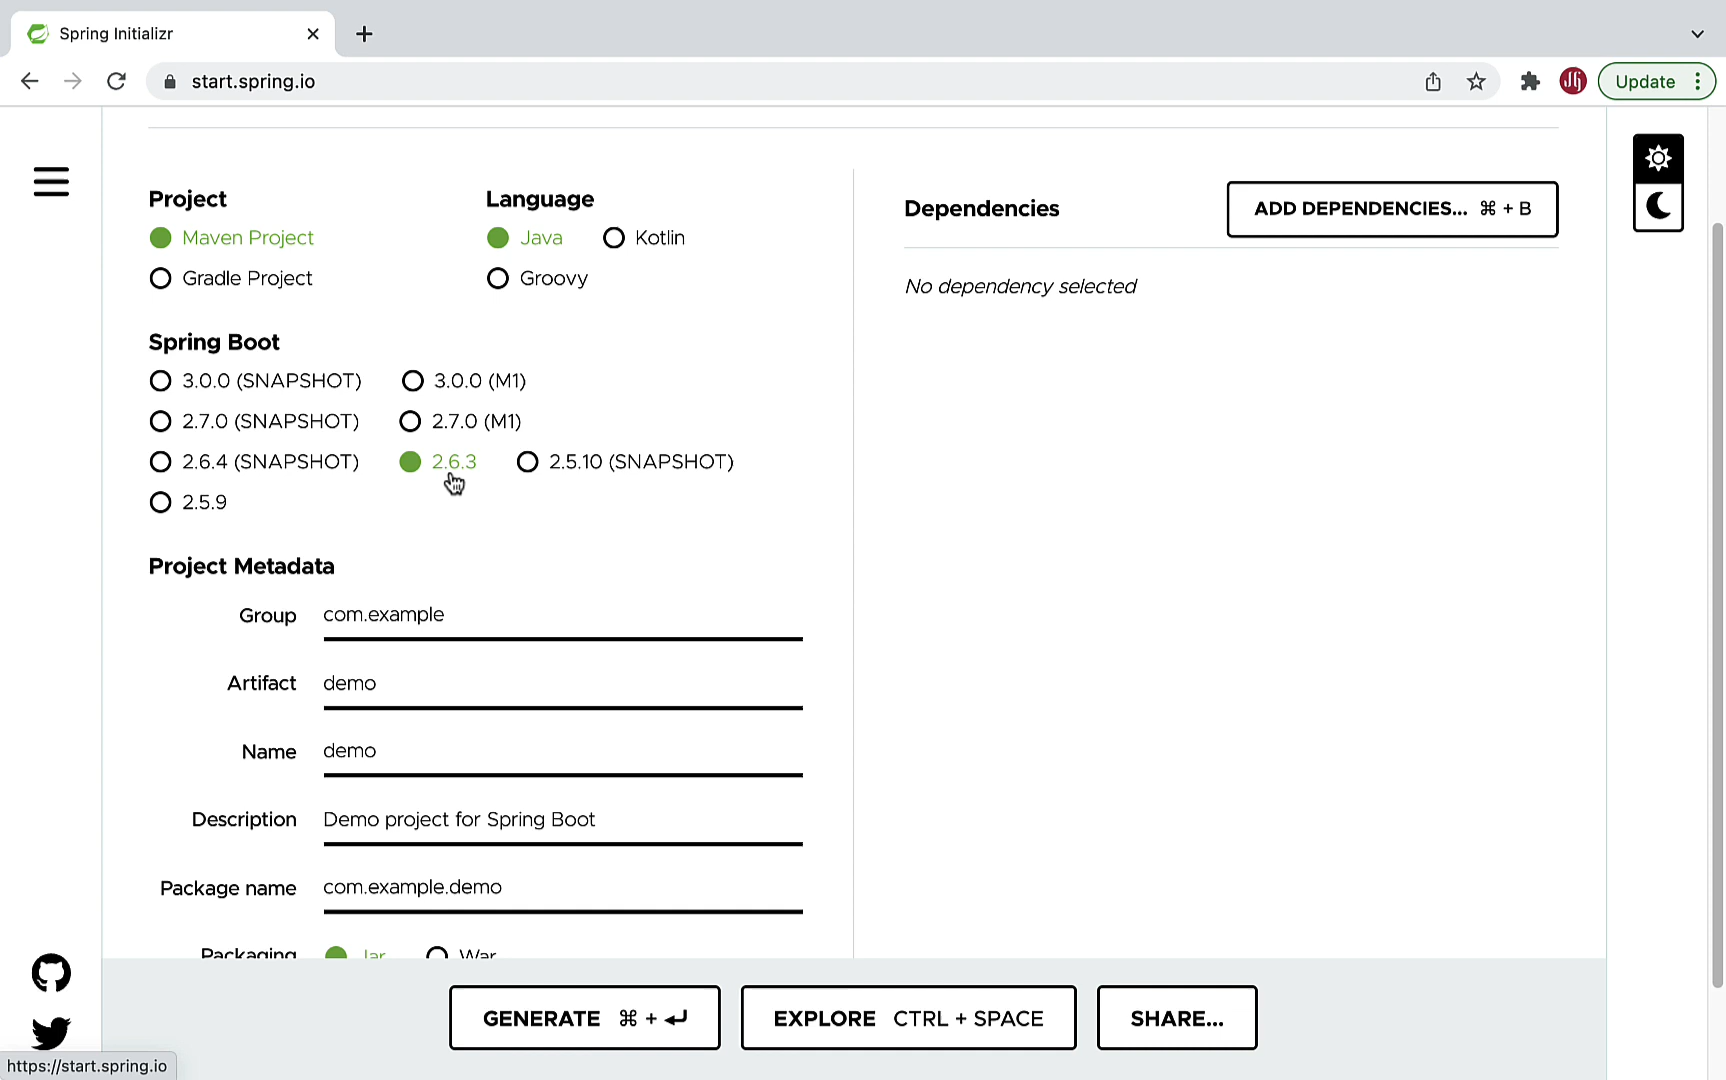 Spring Initializr
start.spring.io
Update
Project
Maven Project
Gradle Project
Language
Java Kotlin
Groovy
Spring Boot
3.0.0 (SNAPSHOT) 3.0.0 (M1)
2.7.0 (SNAPSHOT) 2.7.0 (M1)
2.6.4 (SNAPSHOT) 2.6.3 2.5.10 (SNAPSHOT)
2.5.9
Project Metadata
Group com.example
Artifact demo
Name demo
Description Demo project for Spring Boot
Package name com.example.demo
Packaging Jar War
Dependencies
ADD DEPENDENCIES... ⌘ + B
No dependency selected
GENERATE ⌘ + ↵
EXPLORE CTRL + SPACE
SHARE...
https://start.spring.io